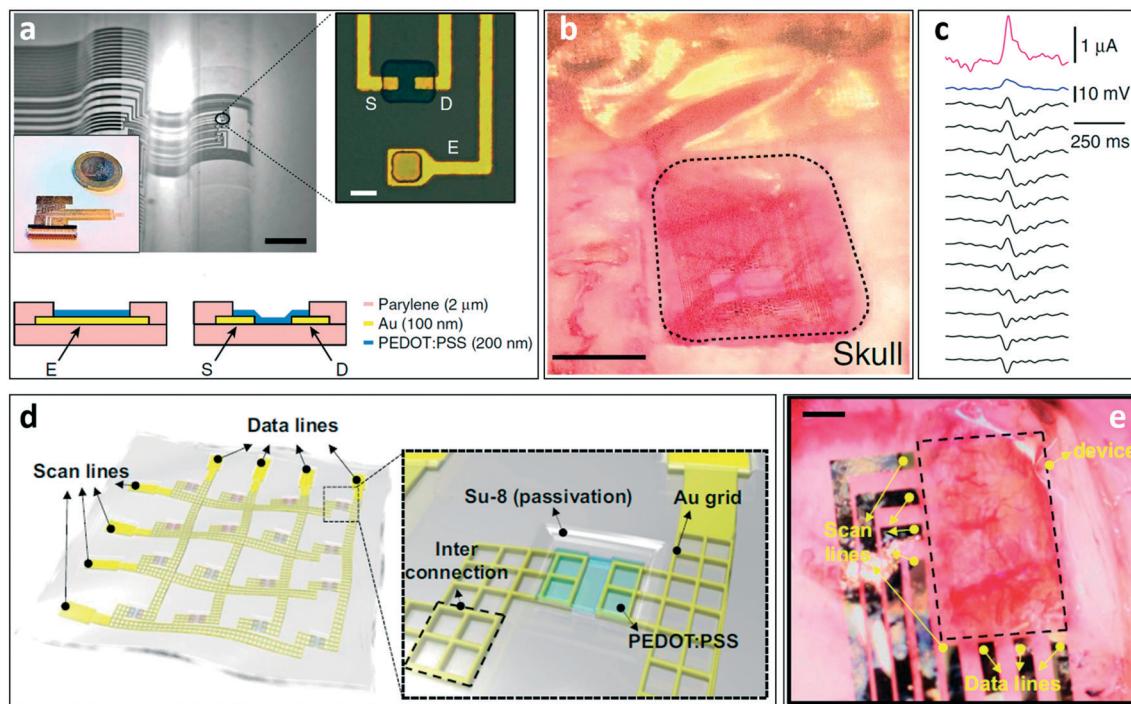 a
S
D
E
E
S
D
Parylene (2 μm)
Au (100 nm)
PEDOT:PSS (200 nm)
b
Skull
c
1 μA
10 mV
250 ms
d
Data lines
Scan lines
Su-8 (passivation)
Au grid
Inter
connection
PEDOT:PSS
e
device
Scan
lines
Data lines